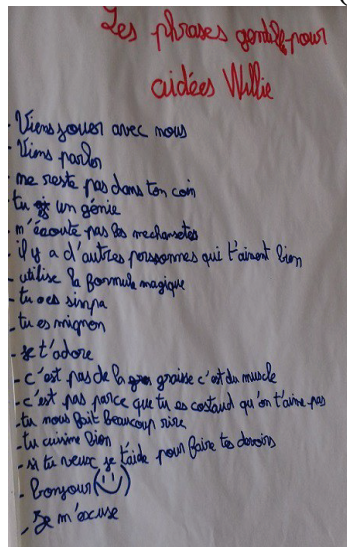 Les phrases gentilles pour
aidées Willie
- Viens jouer avec nous
- Viens parler
- ne reste pas dans ton coin
tu es un génie
- m'écoute pas les mechansetes
- il y a d'autres perssonnes qui t'aiment bien
- utilise la formule magique
- tu es simpa
- tu es mignon
- je t'adore
- c'est pas de la graisse c'est du muscle
- c'est pas parce que tu es costaud qu'on t'aime pas
- tu nous fait beaucoup rire
- tu cuisine bien
- si tu veux je t'aide pour faire tes devoirs
- bonjour (☺)
- Je m'excuse